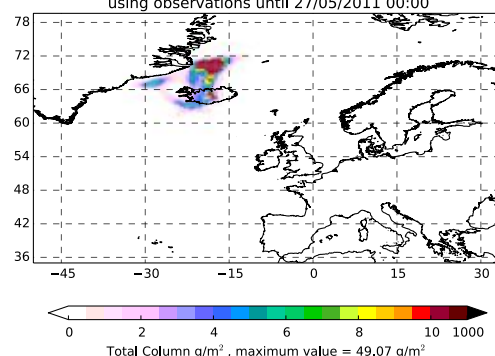 using observations until 27/05/2011 00:00
78
72
66
60
54
48
42
36
−45 −30 −15 0 15 30
0 2 4 6 8 10 1000
Total Column g/m² , maximum value = 49.07 g/m²